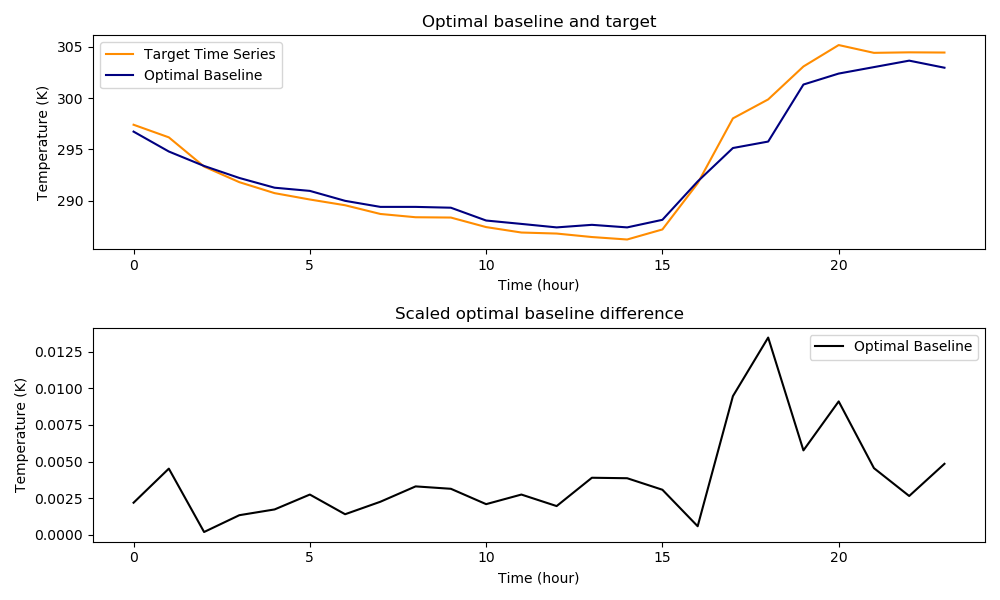 Optimal baseline and target
Temperature (K)
305
300
295
290
Target Time Series
Optimal Baseline
0 5 10 15 20
Time (hour)
Scaled optimal baseline difference
Temperature (K)
0.0125
0.0100
0.0075
0.0050
0.0025
0.0000
Optimal Baseline
0 5 10 15 20
Time (hour)